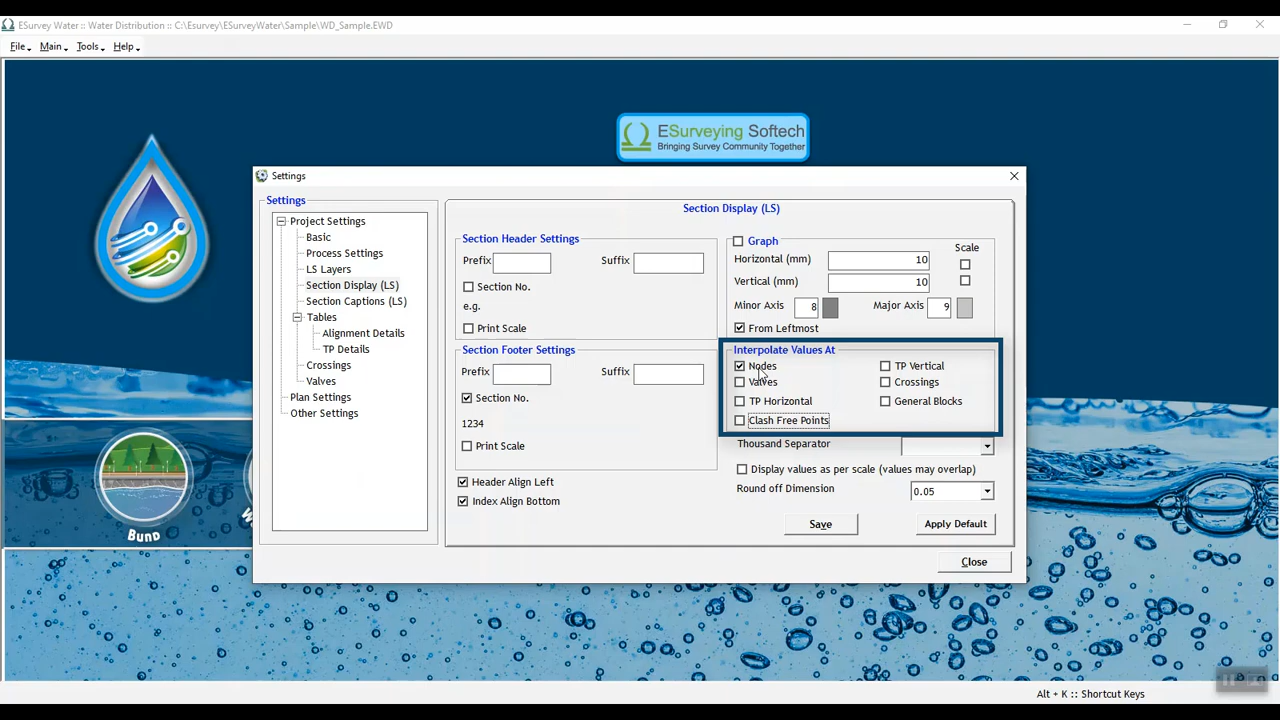 ESurvey Water :: Water Distribution :: C:\Esurvey\ESurveyWater\Sample\WD_Sample.EWD
File Main Tools Help
ESurveying Softech
Bringing Survey Community Together
Settings
Settings
Project Settings
Basic
Process Settings
LS Layers
Section Display (LS)
Section Captions (LS)
Tables
Alignment Details
TP Details
Crossings
Valves
Plan Settings
Other Settings
Section Display (LS)
Section Header Settings
Prefix Suffix
Section No.
e.g.
Print Scale
Section Footer Settings
Prefix Suffix
Section No.
1234
Print Scale
Header Align Left
Index Align Bottom
Graph Scale
Horizontal (mm) 10
Vertical (mm) 10
Minor Axis 8 Major Axis 9
From Leftmost
Interpolate Values At
Nodes TP Vertical
Valves Crossings
TP Horizontal General Blocks
Clash Free Points
Thousand Separator
Display values as per scale (values may overlap)
Round off Dimension 0.05
Save Apply Default
Close
Bund
Alt + K :: Shortcut Keys